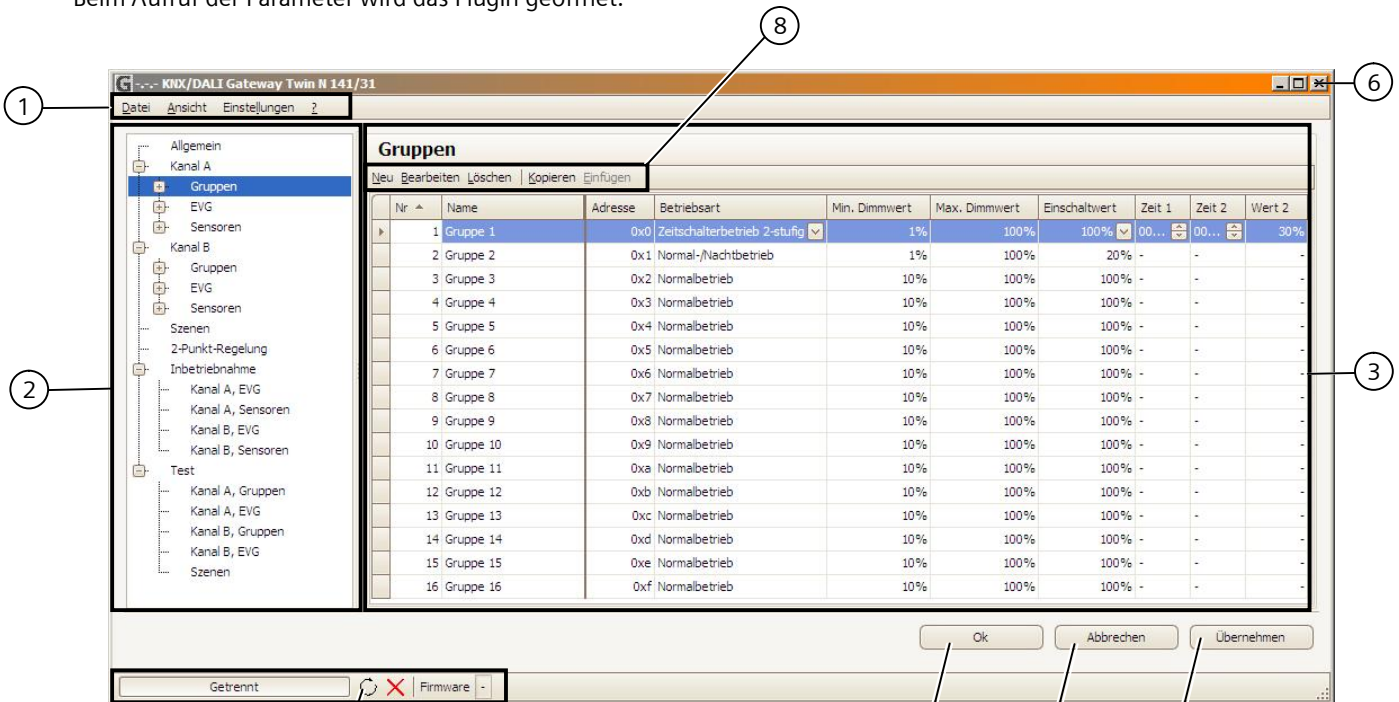 Beim Aufruf der Parameter wird das Plugin geöffnet.
8
-.-.- KNX/DALI Gateway Twin N 141/31
6
1
Datei Ansicht Einstellungen ?
Allgemein
Kanal A
Gruppen
EVG
Sensoren
Kanal B
Gruppen
EVG
Sensoren
Szenen
2-Punkt-Regelung
Inbetriebnahme
Kanal A, EVG
Kanal A, Sensoren
Kanal B, EVG
Kanal B, Sensoren
Test
Kanal A, Gruppen
Kanal A, EVG
Kanal B, Gruppen
Kanal B, EVG
Szenen
2
Gruppen
Neu Bearbeiten Löschen Kopieren Einfügen
Nr Name Adresse Betriebsart Min. Dimmwert Max. Dimmwert Einschaltwert Zeit 1 Zeit 2 Wert 2
1 Gruppe 1 0x0 Zeitschalterbetrieb 2-stufig 1% 100% 100% 00... 00... 30%
2 Gruppe 2 0x1 Normal-/Nachtbetrieb 1% 100% 20% - - -
3 Gruppe 3 0x2 Normalbetrieb 10% 100% 100% - - -
4 Gruppe 4 0x3 Normalbetrieb 10% 100% 100% - - -
5 Gruppe 5 0x4 Normalbetrieb 10% 100% 100% - - -
6 Gruppe 6 0x5 Normalbetrieb 10% 100% 100% - - -
7 Gruppe 7 0x6 Normalbetrieb 10% 100% 100% - - -
8 Gruppe 8 0x7 Normalbetrieb 10% 100% 100% - - -
9 Gruppe 9 0x8 Normalbetrieb 10% 100% 100% - - -
10 Gruppe 10 0x9 Normalbetrieb 10% 100% 100% - - -
11 Gruppe 11 0xa Normalbetrieb 10% 100% 100% - - -
12 Gruppe 12 0xb Normalbetrieb 10% 100% 100% - - -
13 Gruppe 13 0xc Normalbetrieb 10% 100% 100% - - -
14 Gruppe 14 0xd Normalbetrieb 10% 100% 100% - - -
15 Gruppe 15 0xe Normalbetrieb 10% 100% 100% - - -
16 Gruppe 16 0xf Normalbetrieb 10% 100% 100% - - -
3
Ok Abbrechen Übernehmen
Getrennt Firmware -